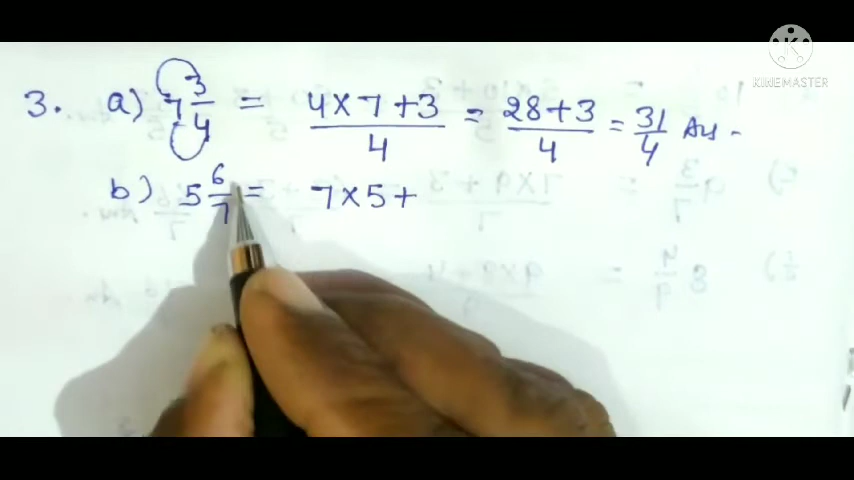 KINEMASTER
3. a) 7 3/4 = 4×7+3/4 = 28+3/4 = 31/4 Ans -
b) 5 6/7 = 7×5+